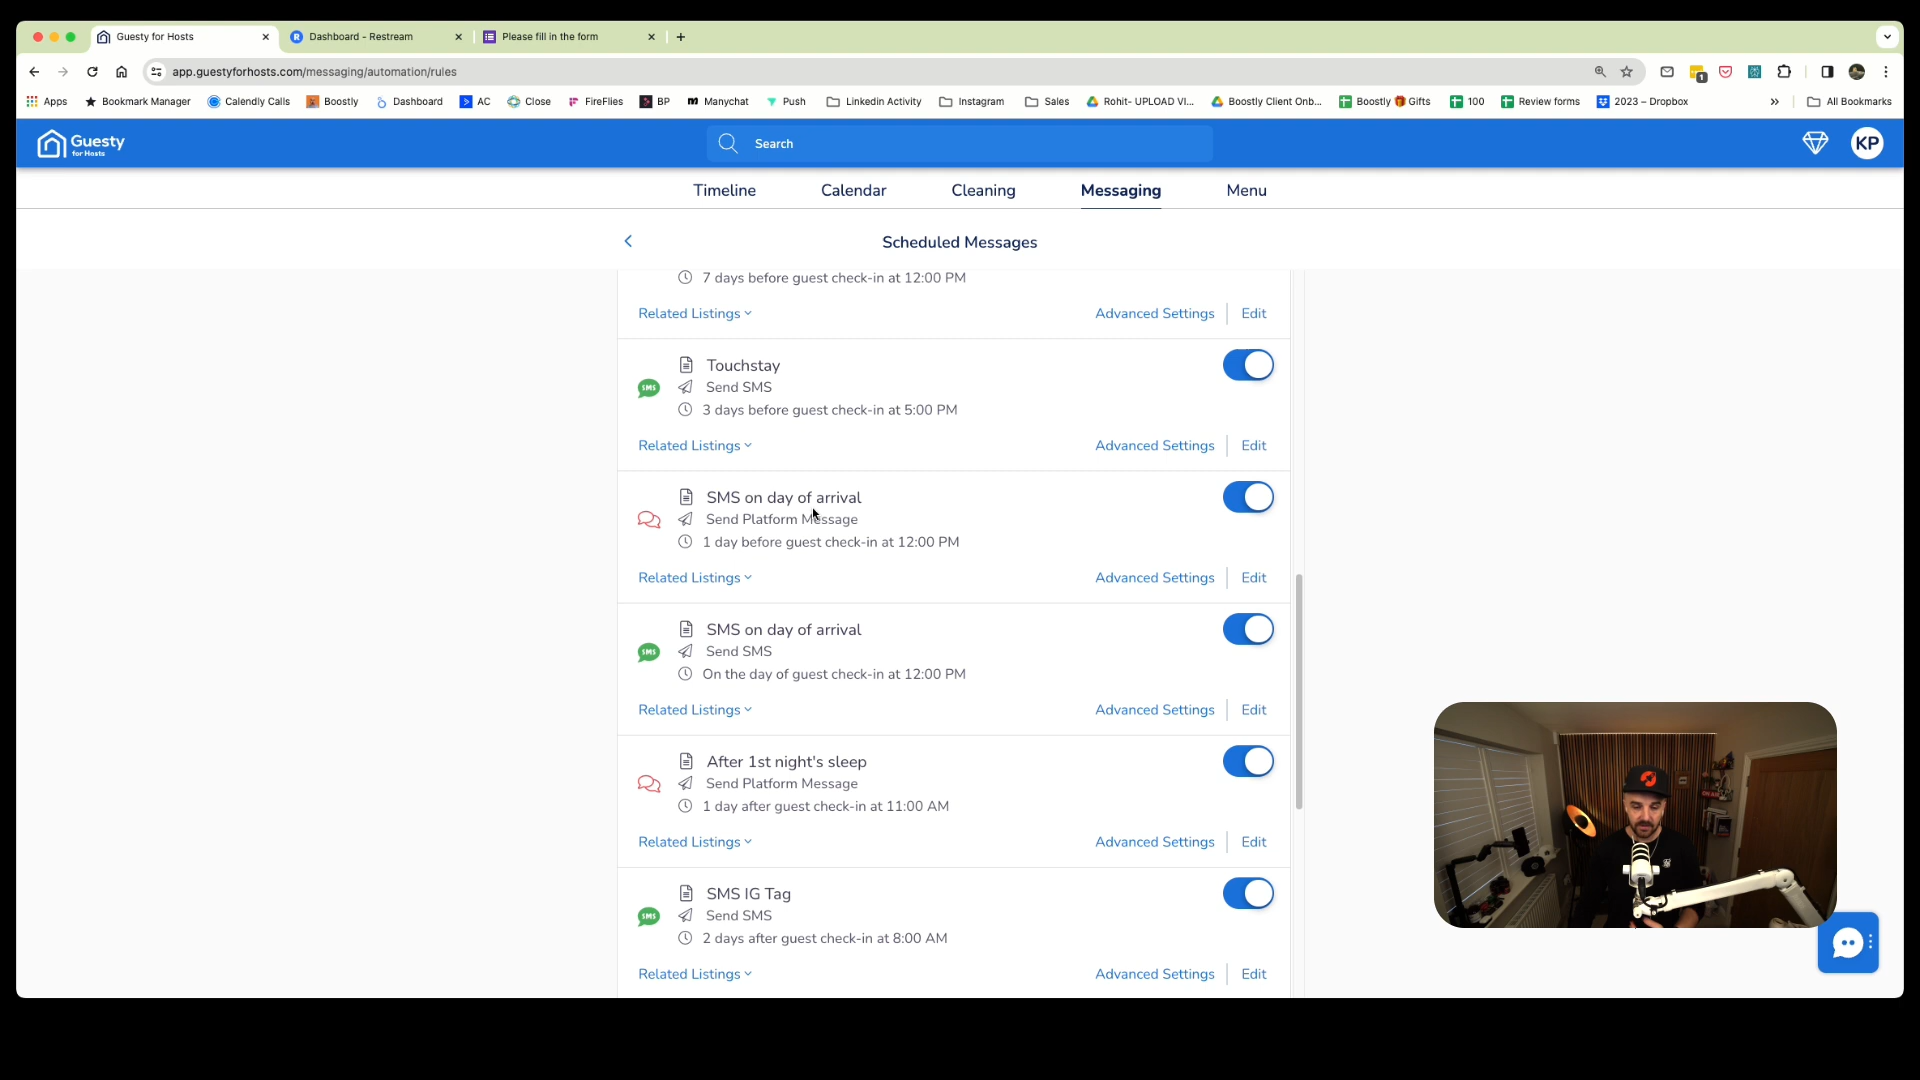 Guesty for Hosts
Dashboard - Restream
Please fill in the form
app.guestyforhosts.com/messaging/automation/rules
1
Apps
Bookmark Manager
Calendly Calls
Boostly
Dashboard
AC
Close
FireFlies
BP
Manychat
Push
Linkedin Activity
Instagram
Sales
Rohit- UPLOAD VI...
Boostly Client Onb...
Boostly 🎁 Gifts
100
Review forms
2023 – Dropbox
»
All Bookmarks
Guesty
for Hosts
Search
KP
Timeline
Calendar
Cleaning
Messaging
Menu
Scheduled Messages
7 days before guest check-in at 12:00 PM
Related Listings
Advanced Settings
Edit
Touchstay
SMS
Send SMS
3 days before guest check-in at 5:00 PM
Related Listings
Advanced Settings
Edit
SMS on day of arrival
Send Platform Message
1 day before guest check-in at 12:00 PM
Related Listings
Advanced Settings
Edit
SMS on day of arrival
SMS
Send SMS
On the day of guest check-in at 12:00 PM
Related Listings
Advanced Settings
Edit
After 1st night's sleep
Send Platform Message
1 day after guest check-in at 11:00 AM
Related Listings
Advanced Settings
Edit
SMS IG Tag
SMS
Send SMS
2 days after guest check-in at 8:00 AM
Related Listings
Advanced Settings
Edit